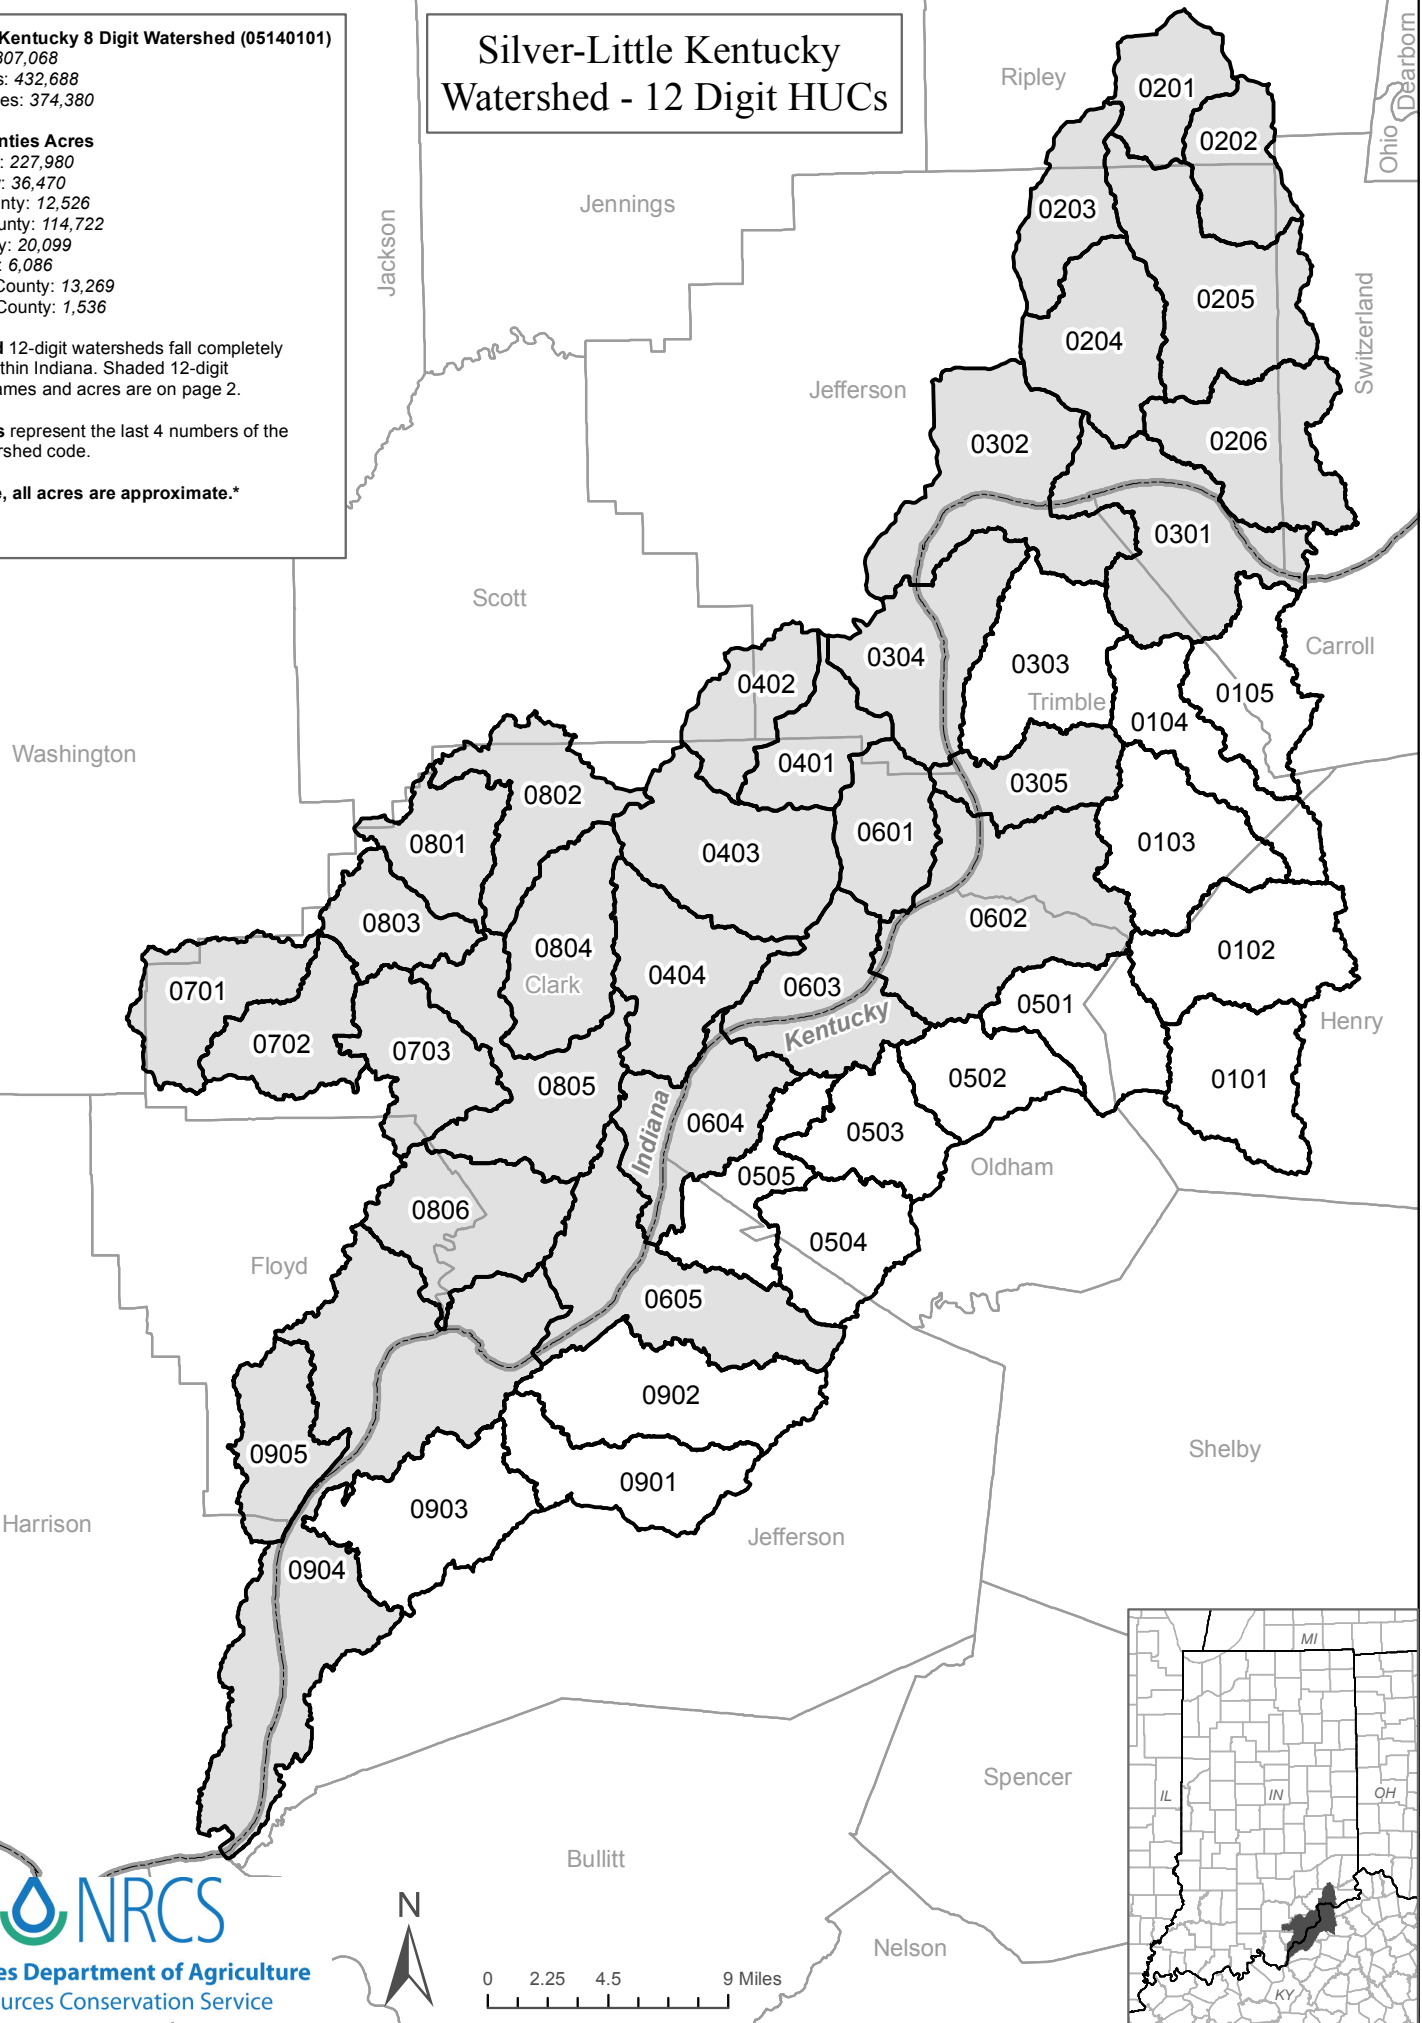 Kentucky 8 Digit Watershed (05140101)
307,068
s: 432,688
es: 374,380
nties Acres
: 227,980
y: 36,470
nty: 12,526
unty: 114,722
y: 20,099
: 6,086
County: 13,269
County: 1,536
d 12-digit watersheds fall completely
thin Indiana. Shaded 12-digit
ames and acres are on page 2.
s represent the last 4 numbers of the
rshed code.
e, all acres are approximate.*
Silver-Little Kentucky
Watershed - 12 Digit HUCs
Ripley
Dearborn
Ohio
0201
0202
Jennings
Jackson
0203
0205
Switzerland
0204
Jefferson
0302
0206
0301
Scott
0304
0303
Carroll
0402
Trimble
0105
0104
Washington
0401
0305
0802
0801
0403
0601
0103
0803
0602
0804
0102
0701
0404
Clark
0603
0501
Kentucky
Henry
0702
0703
0502
0101
0805
Indiana
0604
0503
Oldham
0505
0806
0504
Floyd
0605
0902
0905
Shelby
0901
0903
Harrison
Jefferson
0904
MI
Spencer
IL
IN
OH
Bullitt
NRCS
N
Nelson
es Department of Agriculture
urces Conservation Service
0 2.25 4.5 9 Miles
KY